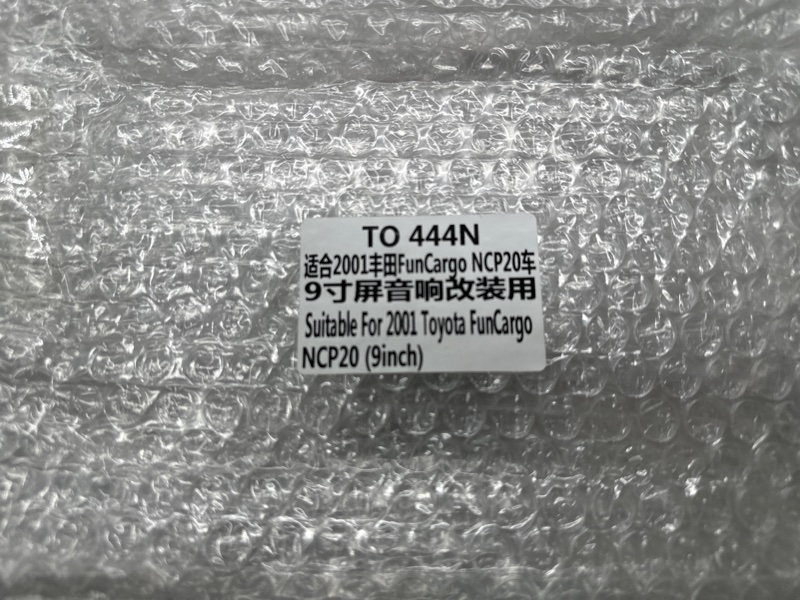 TO 444N
适合2001丰田FunCargo NCP20车
9寸屏音响改装用
Suitable For 2001 Toyota FunCargo
NCP20 (9inch)